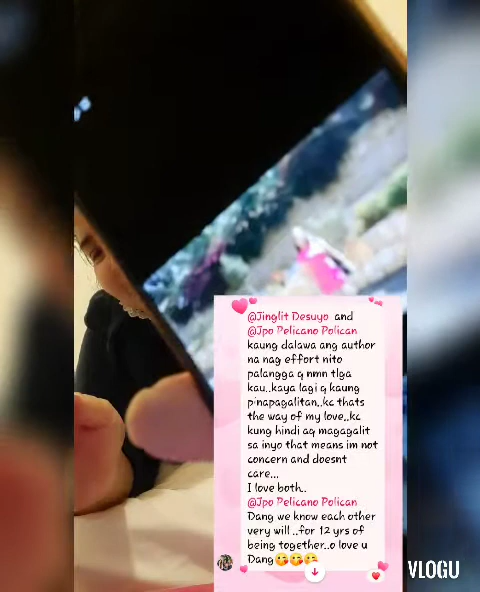 @Jinglit Desuyo and
@Jpo Pelicano Polican
kaung dalawa ang author
na nag effort nito
palangga q nmn tlga
kau..kaya lagi q kaung
pinapagalitan..kc thats
the way of my love..kc
kung hindi aq magagalit
sa inyo that means im not
concern and doesnt
care...
I love both..
@Jpo Pelicano Polican
Dang we know each other
very will ..for 12 yrs of
being together..o love u
Dang😘😘😘
VLOGU